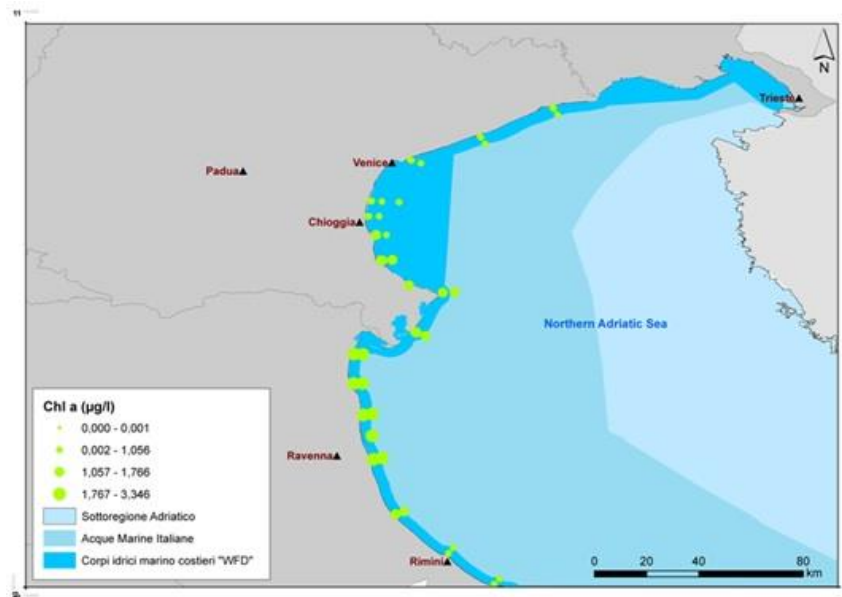 11
N
Trieste
Venice
Padua
Chioggia
Northern Adriatic Sea
Chl a (µg/l)
0,000 - 0,001
0,002 - 1,056
1,057 - 1,766
1,767 - 3,346
Sottoregione Adriatico
Acque Marine Italiane
Corpi idrici marino costieri "WFD"
Ravenna
Rimini
0 20 40 80
km